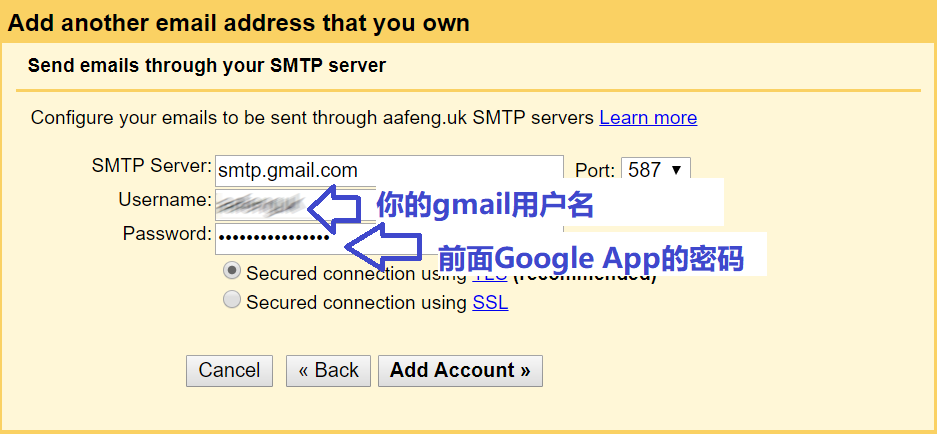 Add another email address that you own
Send emails through your SMTP server
Configure your emails to be sent through aafeng.uk SMTP servers Learn more
SMTP Server: smtp.gmail.com Port: 587 ▼
Username: 你的gmail用户名
Password: •••••••••••••••• 前面Google App的密码
Secured connection using TLS (recommended)
Secured connection using SSL
Cancel « Back Add Account »